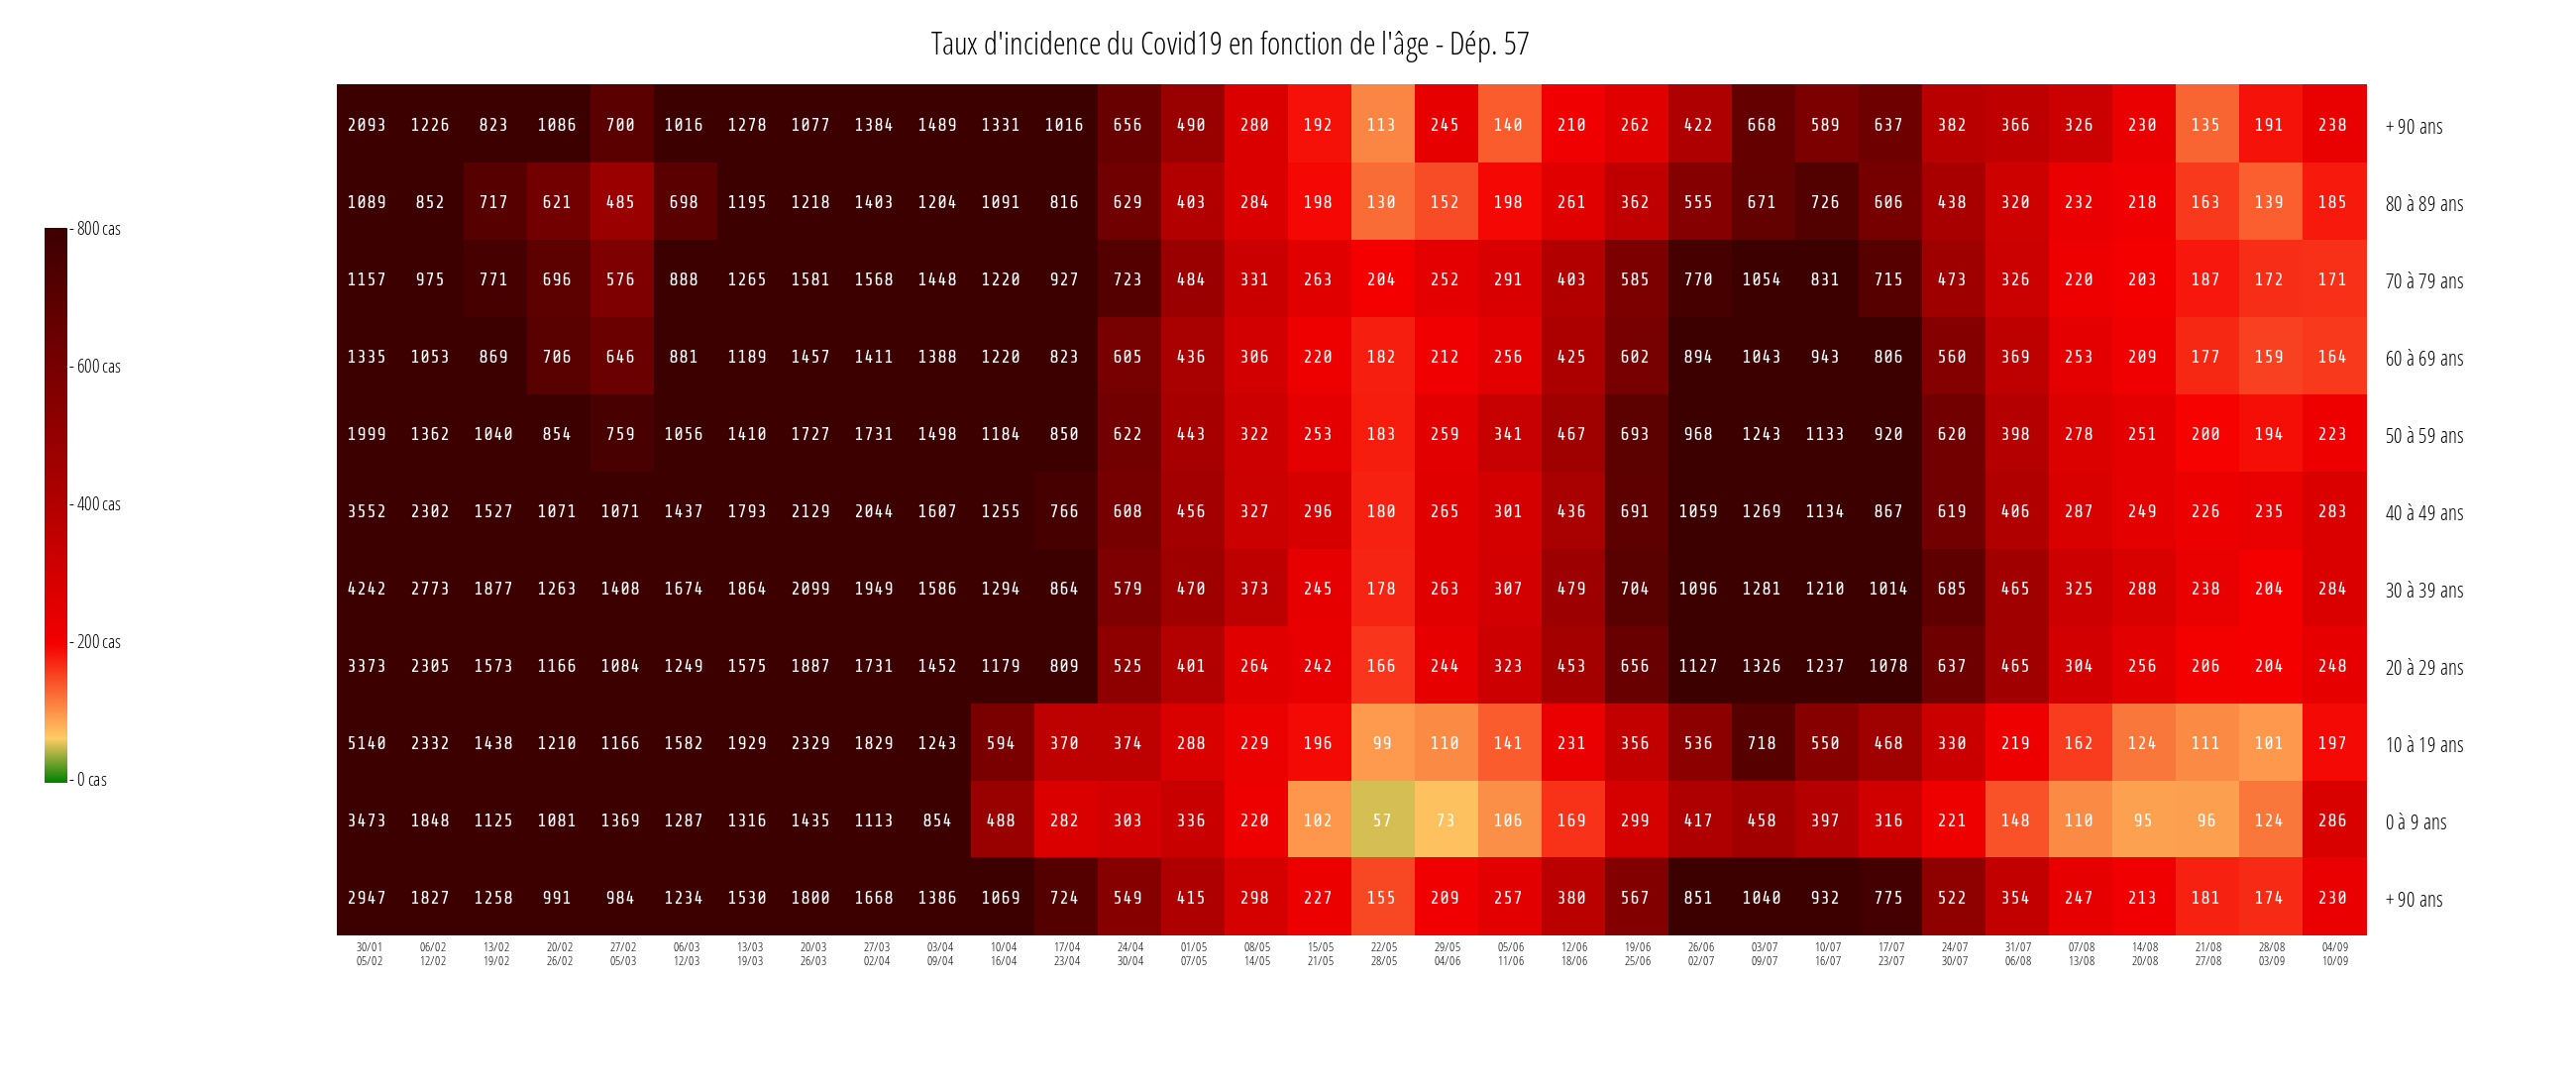 Taux d'incidence du Covid19 en fonction de l'âge - Dép. 57
- 800 cas
- 600 cas
- 400 cas
- 200 cas
- 0 cas
2093 1226 823 1086 700 1016 1278 1077 1384 1489 1331 1016 656 490 280 192 113 245 140 210 262 422 668 589 637 382 366 326 230 135 191 238 + 90 ans
1089 852 717 621 485 698 1195 1218 1403 1204 1091 816 629 403 284 198 130 152 198 261 362 555 671 726 606 438 320 232 218 163 139 185 80 à 89 ans
1157 975 771 696 576 888 1265 1581 1568 1448 1220 927 723 484 331 263 204 252 291 403 585 770 1054 831 715 473 326 220 203 187 172 171 70 à 79 ans
1335 1053 869 706 646 881 1189 1457 1411 1388 1220 823 605 436 306 220 182 212 256 425 602 894 1043 943 806 560 369 253 209 177 159 164 60 à 69 ans
1999 1362 1040 854 759 1056 1410 1727 1731 1498 1184 850 622 443 322 253 183 259 341 467 693 968 1243 1133 920 620 398 278 251 200 194 223 50 à 59 ans
3552 2302 1527 1071 1071 1437 1793 2129 2044 1607 1255 766 608 456 327 296 180 265 301 436 691 1059 1269 1134 867 619 406 287 249 226 235 283 40 à 49 ans
4242 2773 1877 1263 1408 1674 1864 2099 1949 1586 1294 864 579 470 373 245 178 263 307 479 704 1096 1281 1210 1014 685 465 325 288 238 204 284 30 à 39 ans
3373 2305 1573 1166 1084 1249 1575 1887 1731 1452 1179 809 525 401 264 242 166 244 323 453 656 1127 1326 1237 1078 637 465 304 256 206 204 248 20 à 29 ans
5140 2332 1438 1210 1166 1582 1929 2329 1829 1243 594 370 374 288 229 196 99 110 141 231 356 536 718 550 468 330 219 162 124 111 101 197 10 à 19 ans
3473 1848 1125 1081 1369 1287 1316 1435 1113 854 488 282 303 336 220 102 57 73 106 169 299 417 458 397 316 221 148 110 95 96 124 286 0 à 9 ans
2947 1827 1258 991 984 1234 1530 1800 1668 1386 1069 724 549 415 298 227 155 209 257 380 567 851 1040 932 775 522 354 247 213 181 174 230 + 90 ans
30/01 06/02 13/02 20/02 27/02 06/03 13/03 20/03 27/03 03/04 10/04 17/04 24/04 01/05 08/05 15/05 22/05 29/05 05/06 12/06 19/06 26/06 03/07 10/07 17/07 24/07 31/07 07/08 14/08 21/08 28/08 04/09
05/02 12/02 19/02 26/02 05/03 12/03 19/03 26/03 02/04 09/04 16/04 23/04 30/04 07/05 14/05 21/05 28/05 04/06 11/06 18/06 25/06 02/07 09/07 16/07 23/07 30/07 06/08 13/08 20/08 27/08 03/09 10/09